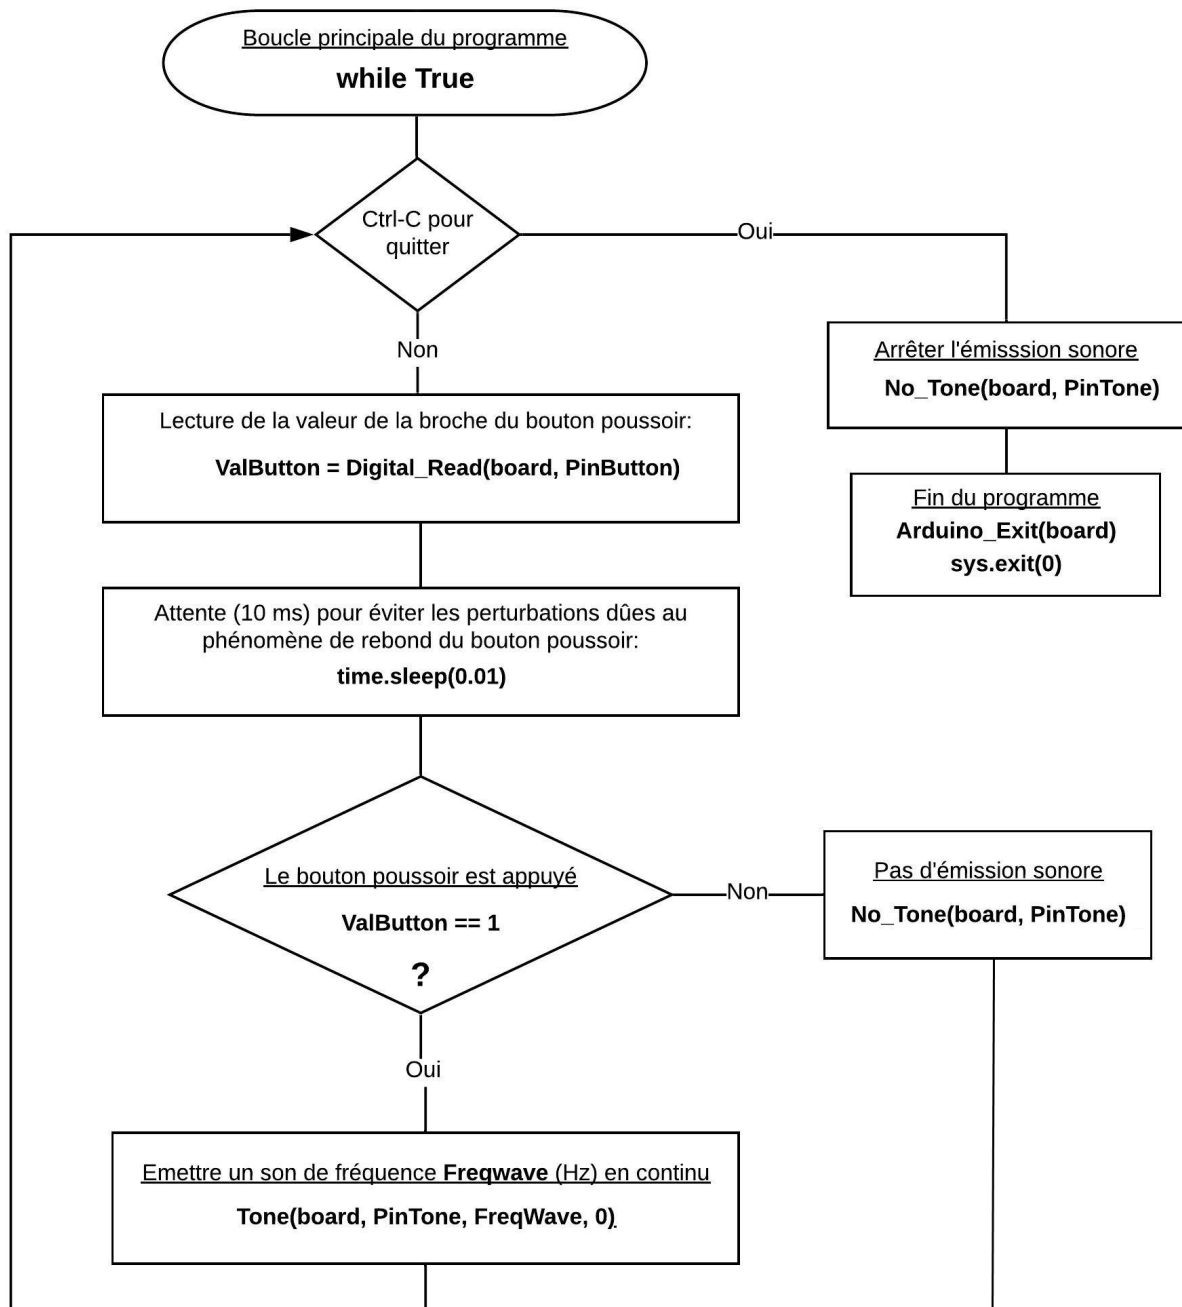 Boucle principale du programme
while True
Ctrl-C pour
quitter
Oui
Non
Arrêter l'émisssion sonore
No_Tone(board, PinTone)
Lecture de la valeur de la broche du bouton poussoir:
ValButton = Digital_Read(board, PinButton)
Fin du programme
Arduino_Exit(board)
sys.exit(0)
Attente (10 ms) pour éviter les perturbations dûes au
phénomène de rebond du bouton poussoir:
time.sleep(0.01)
Le bouton poussoir est appuyé
ValButton == 1
?
Non
Pas d'émission sonore
No_Tone(board, PinTone)
Oui
Emettre un son de fréquence Freqwave (Hz) en continu
Tone(board, PinTone, FreqWave, 0)